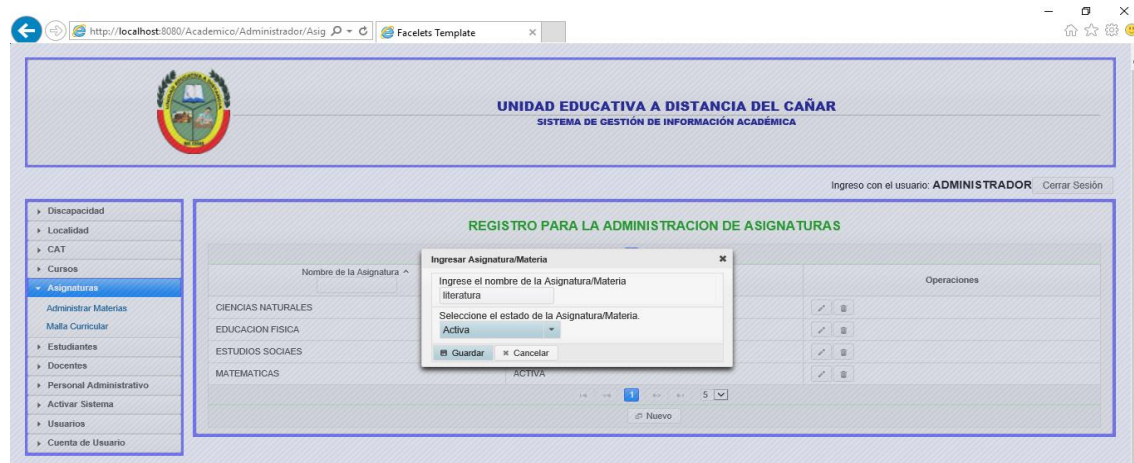 http://localhost:8080/Academico/Administrador/Asig
Facelets Template
UNIDAD EDUCATIVA A DISTANCIA DEL CAÑAR
SISTEMA DE GESTIÓN DE INFORMACIÓN ACADÉMICA
Ingreso con el usuario: ADMINISTRADOR Cerrar Sesión
Discapacidad
Localidad
CAT
Cursos
Asignaturas
Administrar Materias
Malla Curricular
Estudiantes
Docentes
Personal Administrativo
Activar Sistema
Usuarios
Cuenta de Usuario
REGISTRO PARA LA ADMINISTRACION DE ASIGNATURAS
Nombre de la Asignatura
Operaciones
CIENCIAS NATURALES
EDUCACION FISICA
ESTUDIOS SOCIAES
MATEMATICAS ACTIVA
1 5
Nuevo
Ingresar Asignatura/Materia
Ingrese el nombre de la Asignatura/Materia
literatura
Seleccione el estado de la Asignatura/Materia.
Activa
Guardar Cancelar